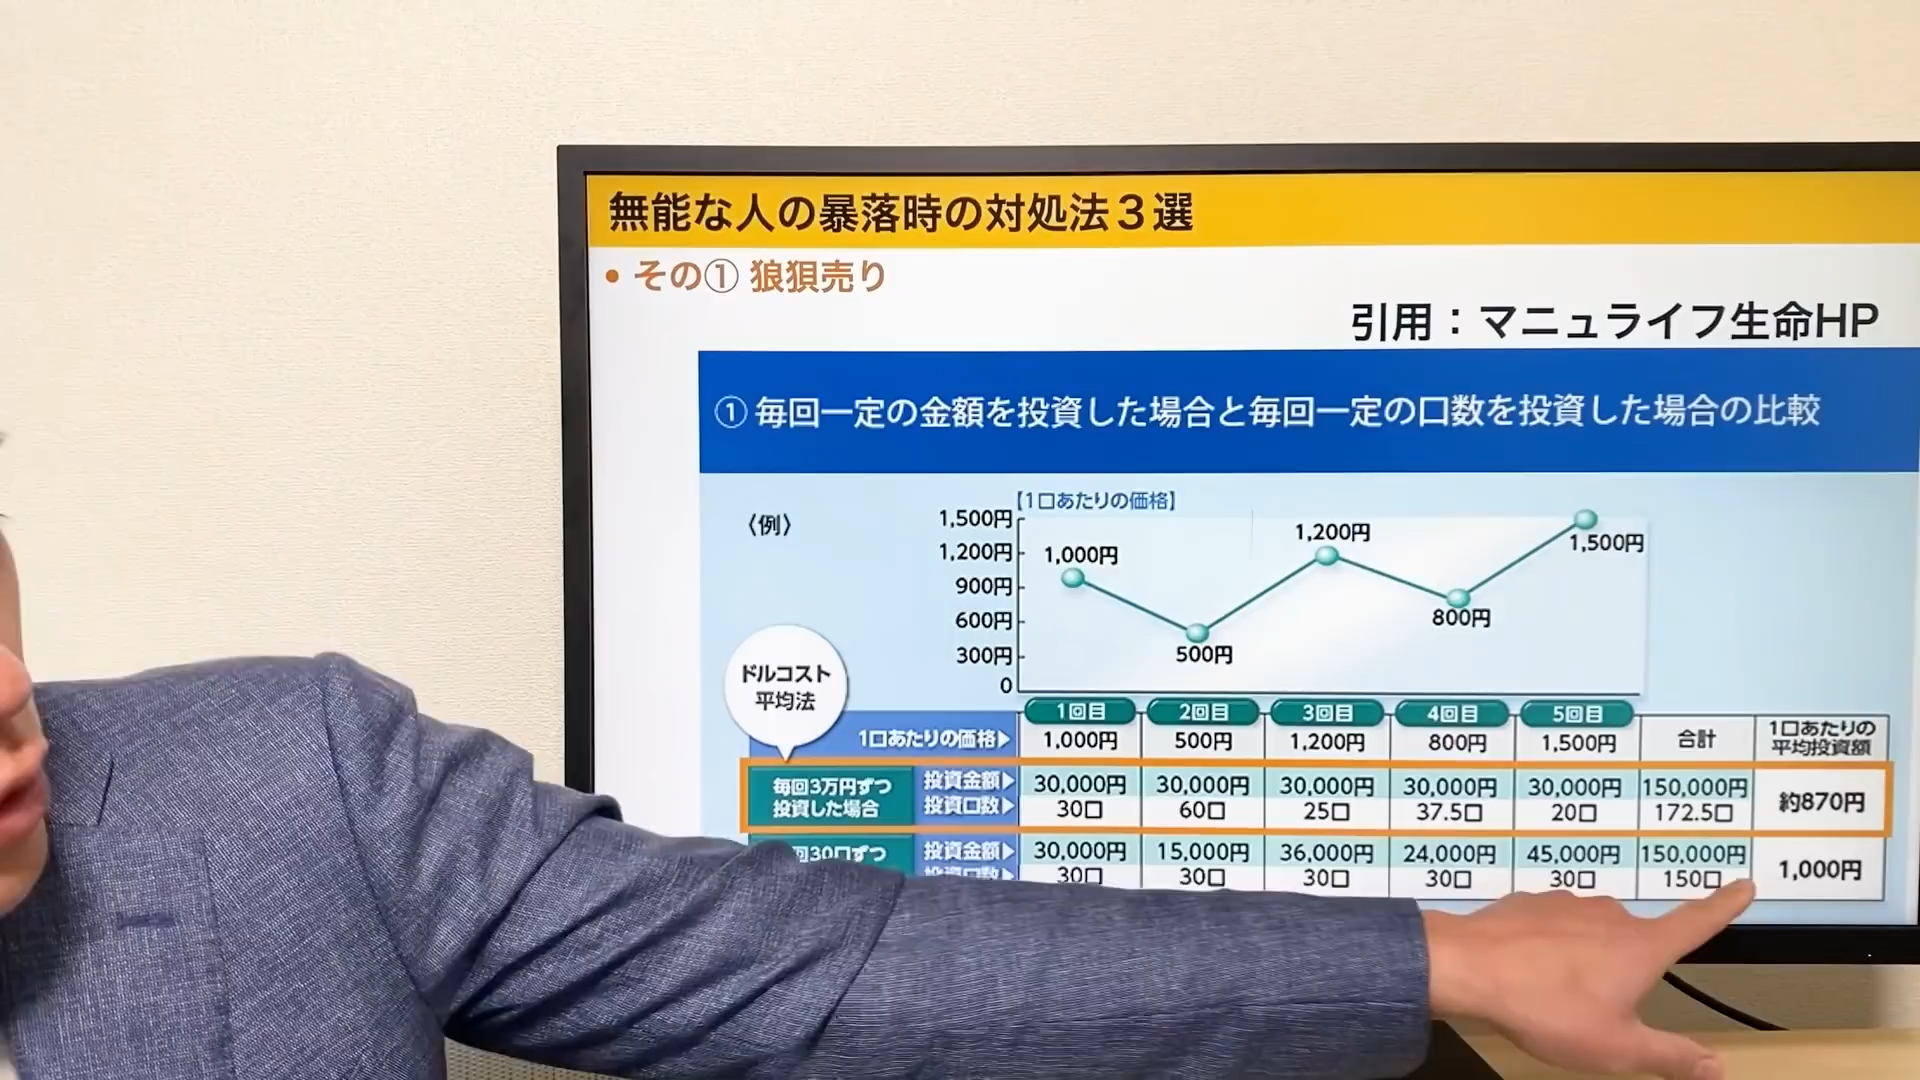 無能な人の暴落時の対処法３選
• その① 狼狽売り
引用：マニュライフ生命HP
① 毎回一定の金額を投資した場合と毎回一定の口数を投資した場合の比較
〈例〉
【1口あたりの価格】
1,500円
1,200円
900円
600円
300円
0
1,000円
500円
1,200円
800円
1,500円
ドルコスト
平均法
1回目 2回目 3回目 4回目 5回目
1口あたりの価格▶ 1,000円 500円 1,200円 800円 1,500円 合計
1口あたりの
平均投資額
毎回3万円ずつ
投資した場合
投資金額▶ 30,000円 30,000円 30,000円 30,000円 30,000円 150,000円
投資口数▶ 30口 60口 25口 37.5口 20口 172.5口
約870円
回30口ずつ
投資金額▶ 30,000円 15,000円 36,000円 24,000円 45,000円 150,000円
投資口数▶ 30口 30口 30口 30口 30口 150口
1,000円